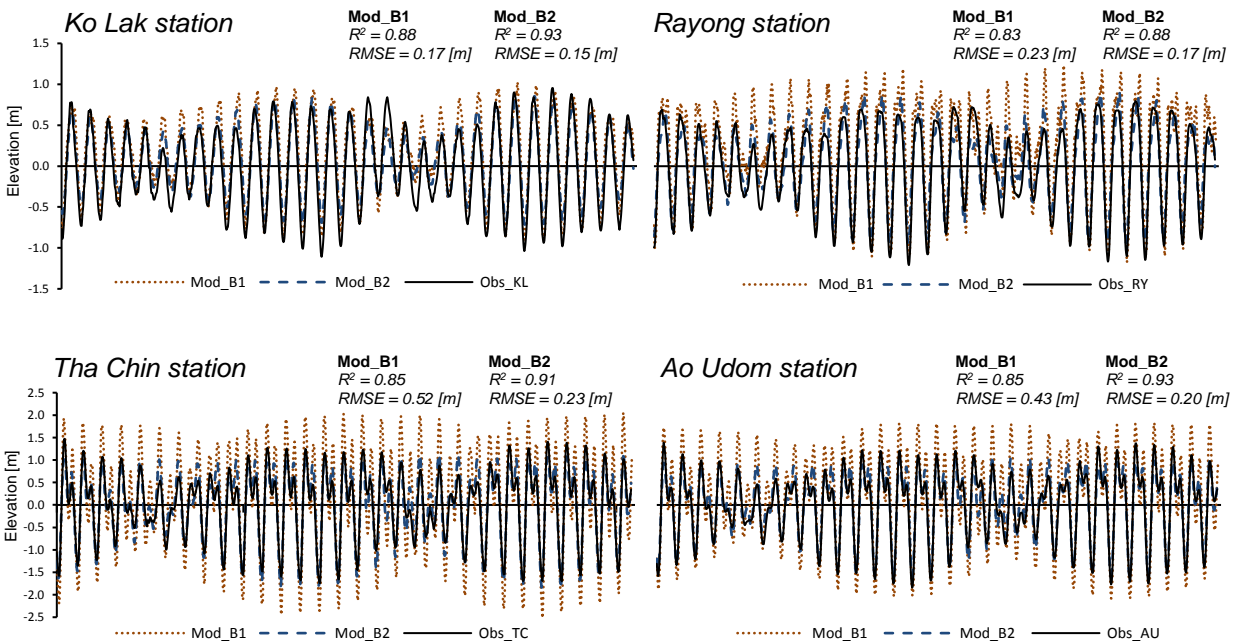 Ko Lak station
Mod_B1 Mod_B2
R² = 0.88 R² = 0.93
RMSE = 0.17 [m] RMSE = 0.15 [m]
Elevation [m]
1.5
1.0
0.5
0.0
-0.5
-1.0
-1.5
Mod_B1 Mod_B2 Obs_KL
Rayong station
Mod_B1 Mod_B2
R² = 0.83 R² = 0.88
RMSE = 0.23 [m] RMSE = 0.17 [m]
Mod_B1 Mod_B2 Obs_RY
Tha Chin station
Mod_B1 Mod_B2
R² = 0.85 R² = 0.91
RMSE = 0.52 [m] RMSE = 0.23 [m]
Elevation [m]
2.5
2.0
1.5
1.0
0.5
0.0
-0.5
-1.0
-1.5
-2.0
-2.5
Mod_B1 Mod_B2 Obs_TC
Ao Udom station
Mod_B1 Mod_B2
R² = 0.85 R² = 0.93
RMSE = 0.43 [m] RMSE = 0.20 [m]
Mod_B1 Mod_B2 Obs_AU